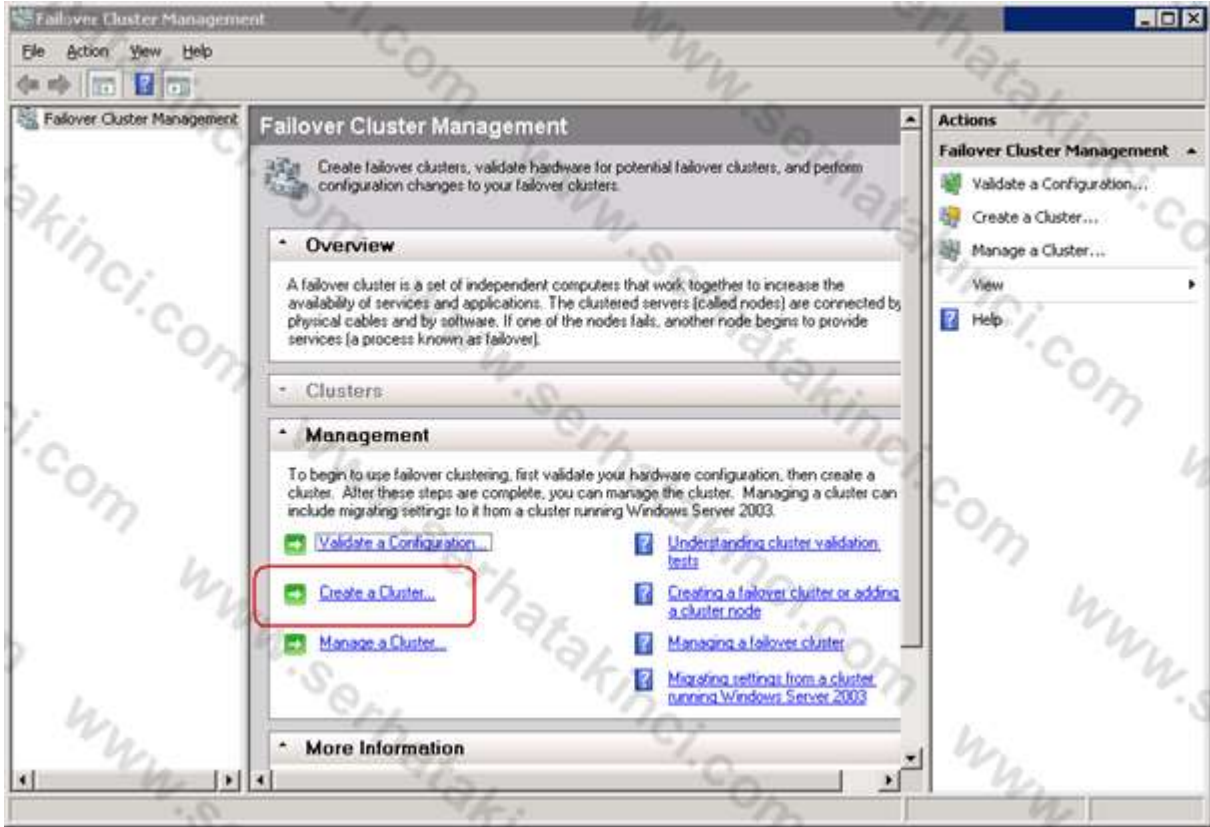 Failover Cluster Management
File Action View Help
Failover Cluster Management
Failover Cluster Management
Create failover clusters, validate hardware for potential failover clusters, and perform
configuration changes to your failover clusters.
Overview
A failover cluster is a set of independent computers that work together to increase the
availability of services and applications. The clustered servers (called nodes) are connected by
physical cables and by software. If one of the nodes fails, another node begins to provide
services (a process known as failover).
Clusters
Management
To begin to use failover clustering, first validate your hardware configuration, then create a
cluster. After these steps are complete, you can manage the cluster. Managing a cluster can
include migrating settings to it from a cluster running Windows Server 2003.
Validate a Configuration...
Understanding cluster validation
tests
Create a Cluster...
Creating a failover cluster or adding
a cluster node
Manage a Cluster...
Managing a failover cluster
Migrating settings from a cluster
running Windows Server 2003
More Information
Actions
Failover Cluster Management
Validate a Configuration...
Create a Cluster...
Manage a Cluster...
View
Help
www.serhatakinci.com